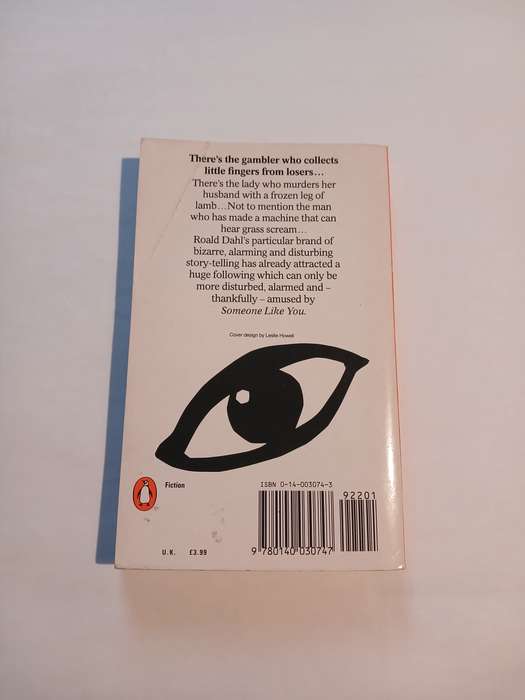 There's the gambler who collects
little fingers from losers...
There's the lady who murders her
husband with a frozen leg of
lamb...Not to mention the man
who has made a machine that can
hear grass scream...
Roald Dahl's particular brand of
bizarre, alarming and disturbing
story-telling has already attracted a
huge following which can only be
more disturbed, alarmed and –
thankfully – amused by
Someone Like You.
Cover design by Leslie Howell
Fiction
ISBN 0-14-003074-3
92201
9 780140 030747
U.K. £3.99